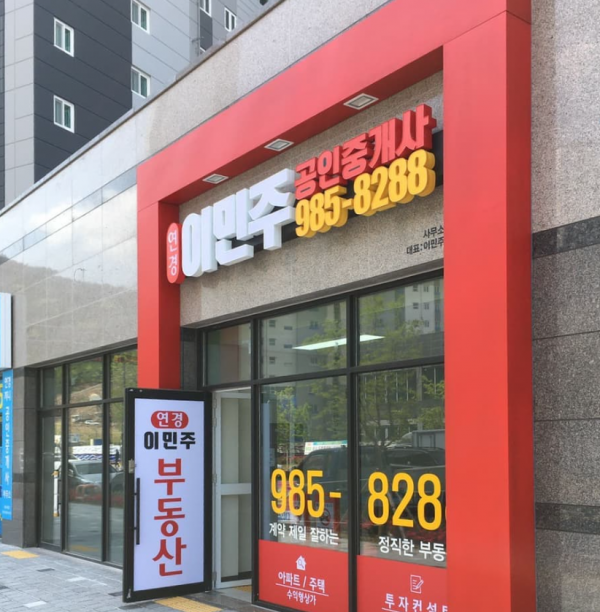 연경 이민주 공인중개사
985-8288
사무소
대표:이민주
연경
이민주
부동산
985- 828
계약 제일 잘하는
정직한 부동
아파트 / 주택
수익형상가
투자컨설